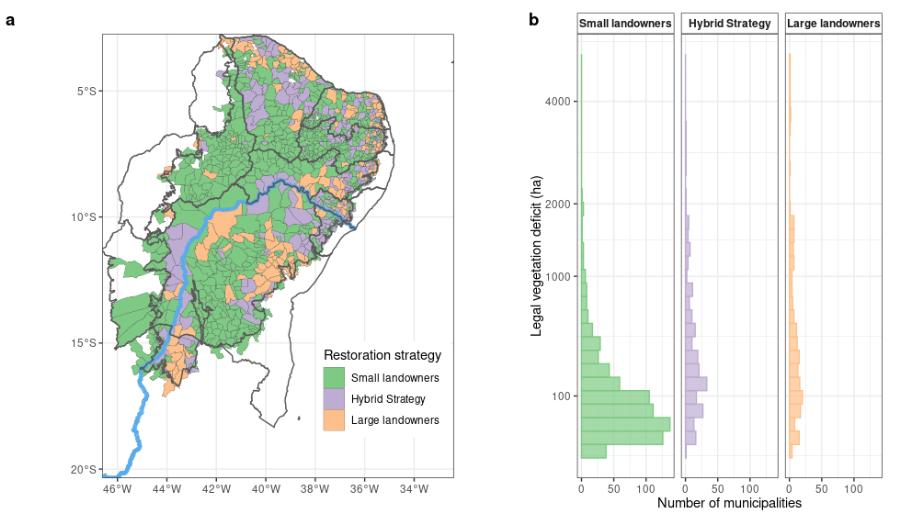 a
5°S
10°S
15°S
20°S
46°W 44°W 42°W 40°W 38°W 36°W 34°W
Restoration strategy
Small landowners
Hybrid Strategy
Large landowners
b
Small landowners Hybrid Strategy Large landowners
Legal vegetation deficit (ha)
4000
2000
1000
100
0 50 100 0 50 100 0 50 100
Number of municipalities